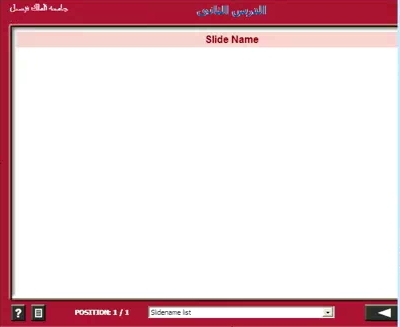 جامعة الملك فيصل
Slide Name
?
POSITION: 1 / 1
Slidename list